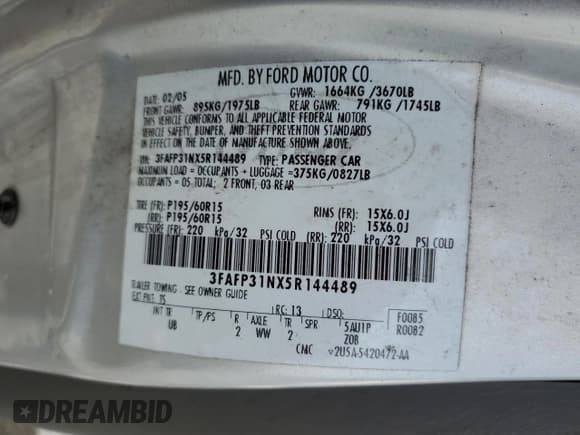 MFD. BY FORD MOTOR CO.
DATE: 02/05 GVWR: 1664KG /3670LB
FRONT GAWR: 895KG/1975LB REAR GAWR: 791KG /1745LB
THIS VEHICLE CONFORMS TO ALL APPLICABLE FEDERAL MOTOR
VEHICLE SAFETY, BUMPER, AND THEFT PREVENTION STANDARDS
IN EFFECT ON THE DATE OF MANUFACTURE SHOWN ABOVE.
VIN: 3FAFP31NX5R144489 TYPE: PASSENGER CAR
MAXIMUM LOAD = OCCUPANTS + LUGGAGE =375KG/0827LB
OCCUPANTS = 05 TOTAL; 2 FRONT, 03 REAR
TIRE (FR): P195/60R15 RIMS (FR): 15X6.0J
(RR): P195/60R15 (RR): 15X6.0J
PRESSURE (FR): 220 kPa/32 PSI COLD (RR): 220 kPa/32 PSI COLD
3FAFP31NX5R144489
TRAILER TOWING: SEE OWNER GUIDE
EXT PNT: TS RC: 13 DSO: F0085
INT TR TP/PS R AXLE TR SPR 5AU1P R0082
UB 2 WW 2 Z0B
CMC v2U5A-5420472-AA
DREAMBID